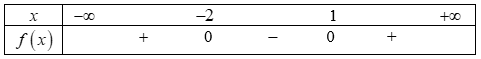 x −∞ −2 1 +∞
f(x) + 0 − 0 +